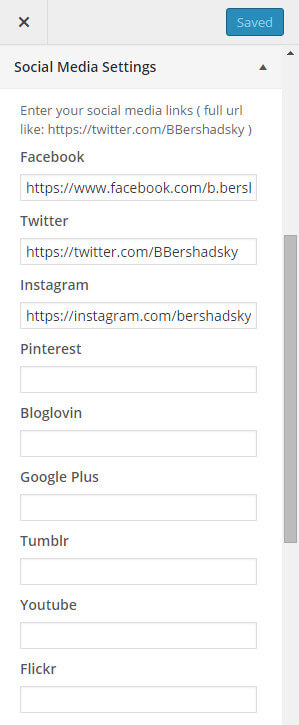 Saved
Social Media Settings
Enter your social media links ( full url
like: https://twitter.com/BBershadsky )
Facebook
https://www.facebook.com/b.bersl
Twitter
https://twitter.com/BBershadsky
Instagram
https://instagram.com/bershadsky
Pinterest
Bloglovin
Google Plus
Tumblr
Youtube
Flickr